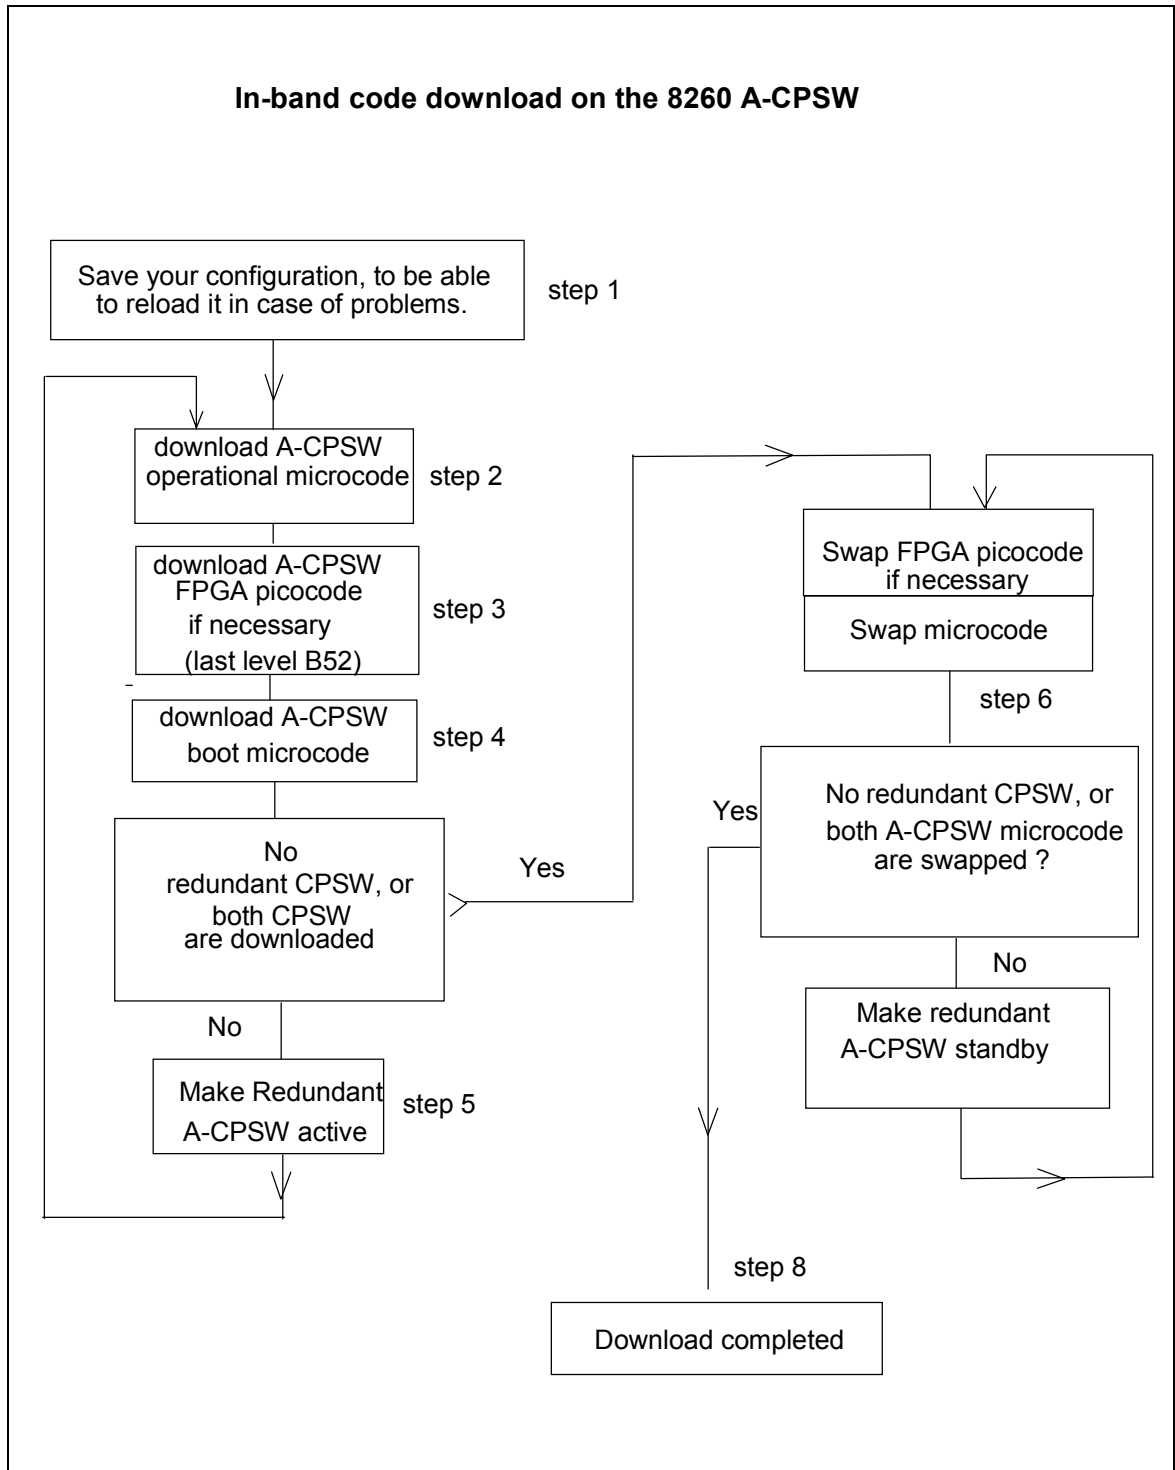 In-band code download on the 8260 A-CPSW
Save your configuration, to be able
to reload it in case of problems.
step 1
download A-CPSW
operational microcode
step 2
download A-CPSW
FPGA picocode
if necessary
(last level B52)
step 3
download A-CPSW
boot microcode
step 4
No
redundant CPSW, or
both CPSW
are downloaded
Yes
No
Make Redundant
A-CPSW active
step 5
Swap FPGA picocode
if necessary
Swap microcode
step 6
No redundant CPSW, or
both A-CPSW microcode
are swapped ?
Yes
No
Make redundant
A-CPSW standby
step 8
Download completed